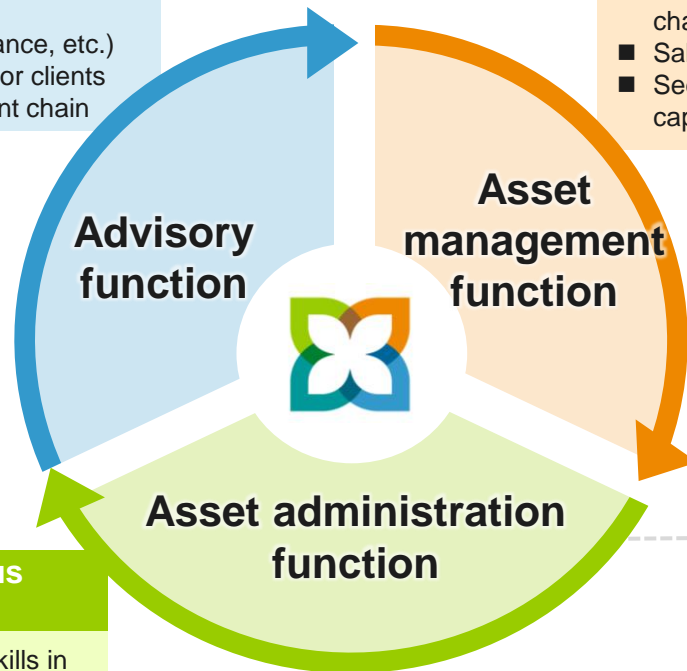 ance, etc.)
or clients
nt chain
cha
■ Sa
■ Sec
cap
Advisory
function
Asset
management
function
Asset administration
function
us
kills in